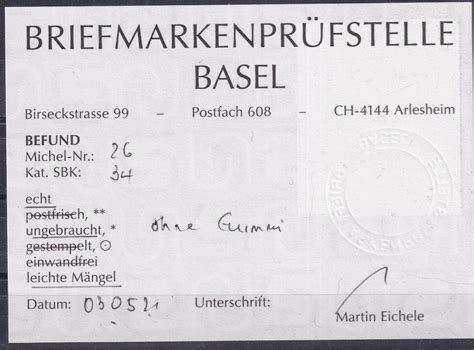 BRIEFMARKENPRÜFSTELLE
BASEL
Birseckstrasse 99 – Postfach 608 – CH-4144 Arlesheim
BEFUND
Michel-Nr.: 26
Kat. SBK: 34
echt
postfrisch, **
ungebraucht, * ohne Gummi
gestempelt, ⊙
einwandfrei
leichte Mängel
Datum: 030521 Unterschrift:
Martin Eichele